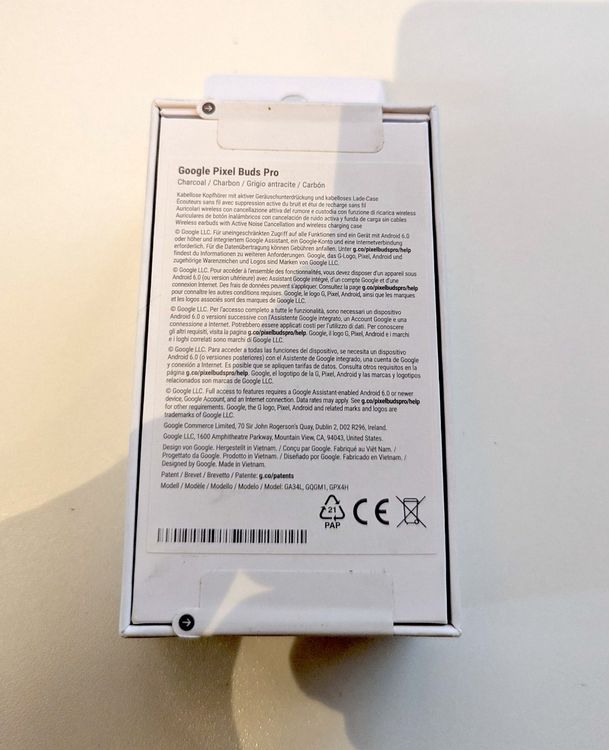 Google Pixel Buds Pro
Charcoal / Charbon / Grigio antracite / Carbón
Kabellose Kopfhörer mit aktiver Geräuschunterdrückung und kabelloses Lade-Case
Écouteurs sans fil avec suppression active du bruit et étui de recharge sans fil
Auricolari wireless con cancellazione attiva del rumore e custodia con funzione di ricarica wireless
Auriculares de botón inalámbricos con cancelación de ruido activa y funda de carga sin cables
Wireless earbuds with Active Noise Cancellation and wireless charging case
© Google LLC. Für uneingeschränkten Zugriff auf alle Funktionen sind ein Gerät mit Android 6.0
oder höher und integriertem Google Assistant, ein Google-Konto und eine Internetverbindung
erforderlich. Für die Datenübertragung können Gebühren anfallen. Unter g.co/pixelbudspro/help
findest du Informationen zu weiteren Anforderungen. Google, das G-Logo, Pixel, Android und
zugehörige Warenzeichen und Logos sind Marken von Google LLC.
© Google LLC. Pour accéder à l'ensemble des fonctionnalités, vous devez disposer d'un appareil sous
Android 6.0 (ou version ultérieure) avec Assistant Google intégré, d'un compte Google et d'une
connexion Internet. Des frais de données peuvent s'appliquer. Consultez la page g.co/pixelbudspro/help
pour connaître les autres conditions requises. Google, le logo G, Pixel, Android, ainsi que les marques
et les logos associés sont des marques de Google LLC.
© Google LLC. Per l'accesso completo a tutte le funzionalità, sono necessari un dispositivo
Android 6.0 o versioni successive con l'Assistente Google integrato, un Account Google e una
connessione a Internet. Potrebbero essere applicati costi per l'utilizzo di dati. Per conoscere
gli altri requisiti, visita la pagina g.co/pixelbudspro/help. Google, il logo G, Pixel, Android e i marchi
e i loghi correlati sono marchi di Google LLC.
© Google LLC. Para acceder a todas las funciones del dispositivo, se necesita un dispositivo
Android 6.0 (o versiones posteriores) con el Asistente de Google integrado, una cuenta de Google
y conexión a Internet. Es posible que se apliquen tarifas de datos. Consulta otros requisitos en la
página g.co/pixelbudspro/help. Google, el logotipo de la G, Pixel, Android y las marcas y logotipos
relacionados son marcas de Google LLC.
© Google LLC. Full access to features requires a Google Assistant-enabled Android 6.0 or newer
device, Google Account, and an Internet connection. Data rates may apply. See g.co/pixelbudspro/help
for other requirements. Google, the G logo, Pixel, Android and related marks and logos are
trademarks of Google LLC.
Google Commerce Limited, 70 Sir John Rogerson's Quay, Dublin 2, D02 R296, Ireland.
Google LLC, 1600 Amphitheatre Parkway, Mountain View, CA, 94043, United States.
Design von Google. Hergestellt in Vietnam. / Conçu par Google. Fabriqué au Viêt Nam. /
Progettato da Google. Prodotto in Vietnam. / Diseñado por Google. Fabricado en Vietnam. /
Designed by Google. Made in Vietnam.
Patent / Brevet / Brevetto / Patente: g.co/patents
Modell / Modèle / Modello / Modelo / Model: GA34L, GQGM1, GPX4H
21
PAP
CE